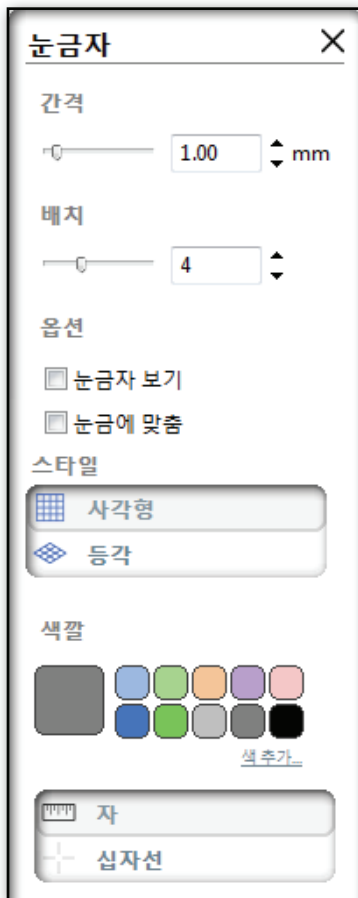 눈금자
간격
1.00 mm
배치
4
옵션
눈금자 보기
눈금에 맞춤
스타일
사각형
등각
색깔
색 추가...
자
십자선